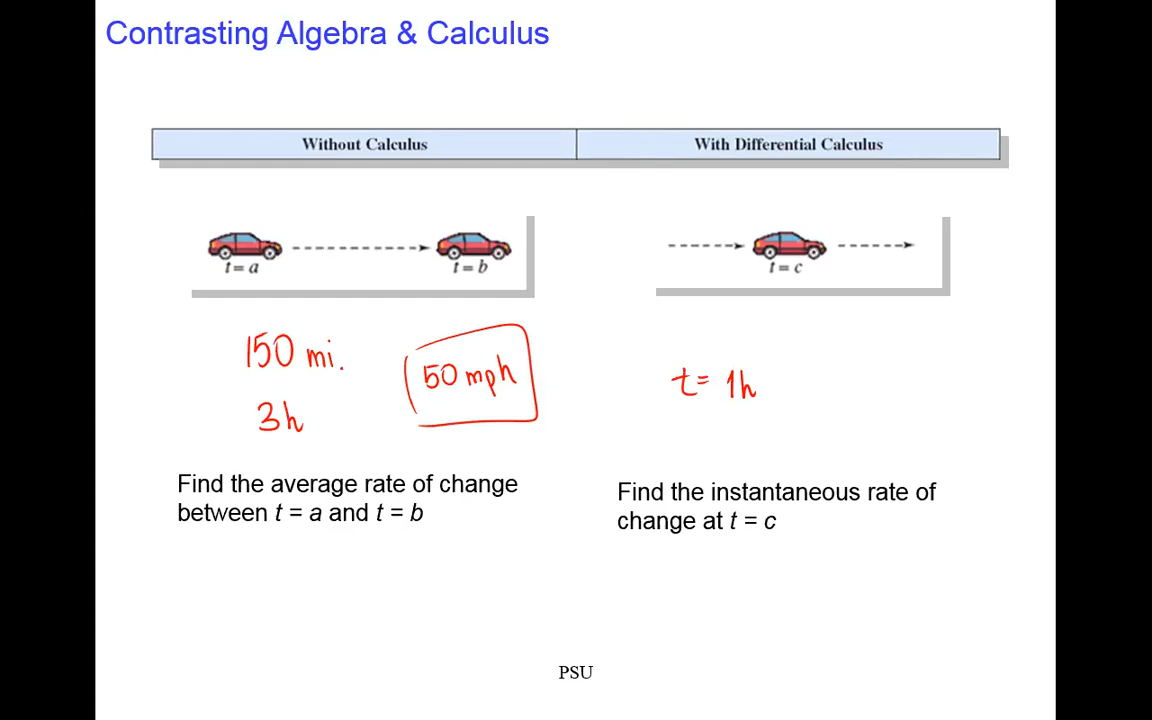 Contrasting Algebra & Calculus
Without Calculus
With Differential Calculus
t = a
t = b
t = c
150 mi.
50 mph
3h
t= 1h
Find the average rate of change
between t = a and t = b
Find the instantaneous rate of
change at t = c
PSU